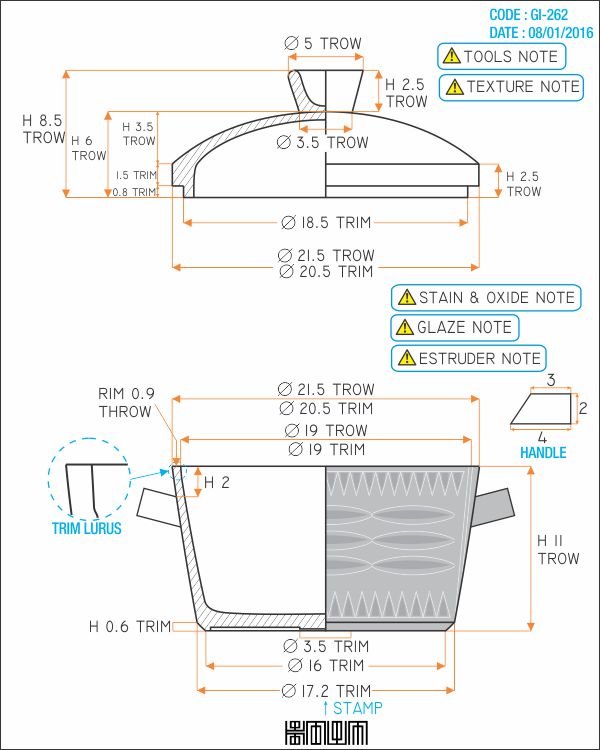 CODE : GI-262
DATE : 08/01/2016
TOOLS NOTE
TEXTURE NOTE
Ø 5 TROW
H 2.5
TROW
H 8.5
TROW
H 6
TROW
H 3.5
TROW
Ø 3.5 TROW
1.5 TRIM
0.8 TRIM
H 2.5
TROW
Ø 18.5 TRIM
Ø 21.5 TROW
Ø 20.5 TRIM
STAIN & OXIDE NOTE
GLAZE NOTE
ESTRUDER NOTE
RIM 0.9
THROW
Ø 21.5 TROW
Ø 20.5 TRIM
Ø 19 TROW
Ø 19 TRIM
3
2
4
HANDLE
H 2
TRIM LURUS
H 11
TROW
H 0.6 TRIM
Ø 3.5 TRIM
Ø 16 TRIM
Ø 17.2 TRIM
↑ STAMP